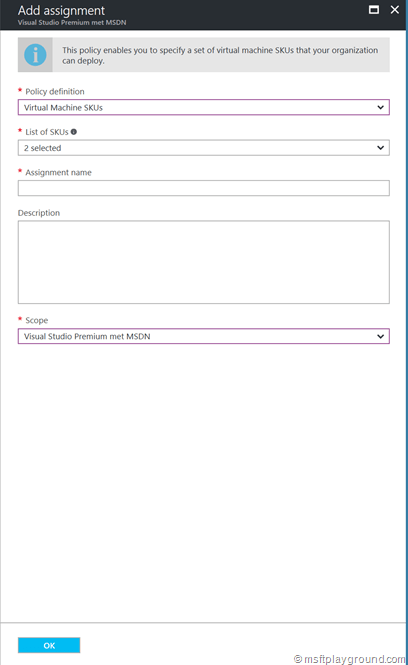 Add assignment
Visual Studio Premium met MSDN
This policy enables you to specify a set of virtual machine SKUs that your organization
can deploy.
* Policy definition
Virtual Machine SKUs
* List of SKUs
2 selected
* Assignment name
Description
* Scope
Visual Studio Premium met MSDN
OK
© msftplayground.com